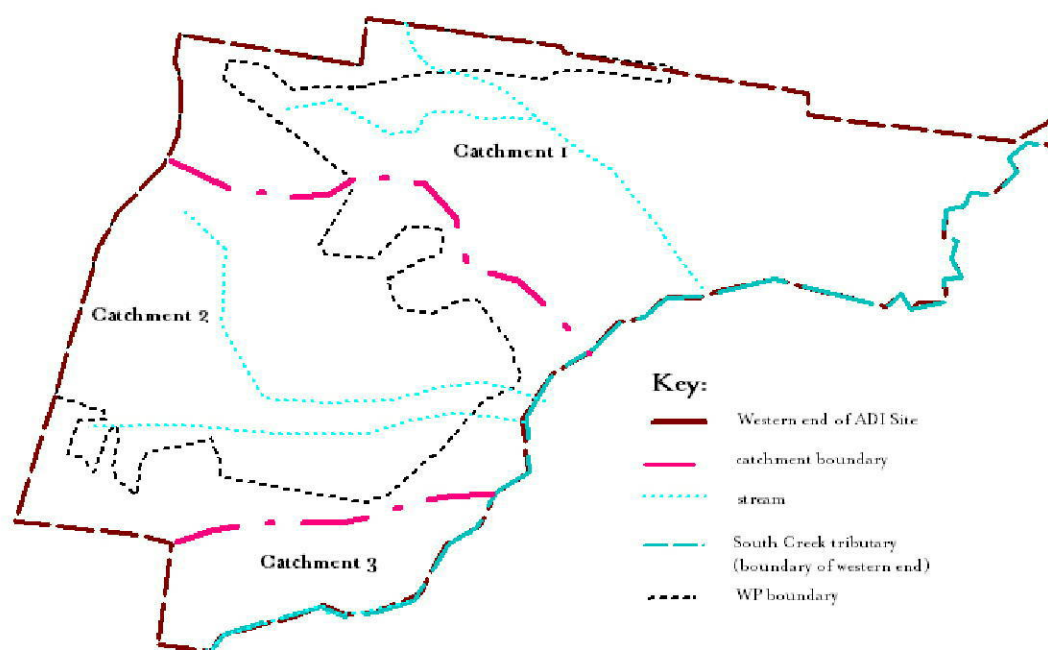 Catchment 1
Catchment 2
Catchment 3
Key:
Western end of ADI Site
catchment boundary
stream
South Creek tributary
(boundary of western end)
WP boundary